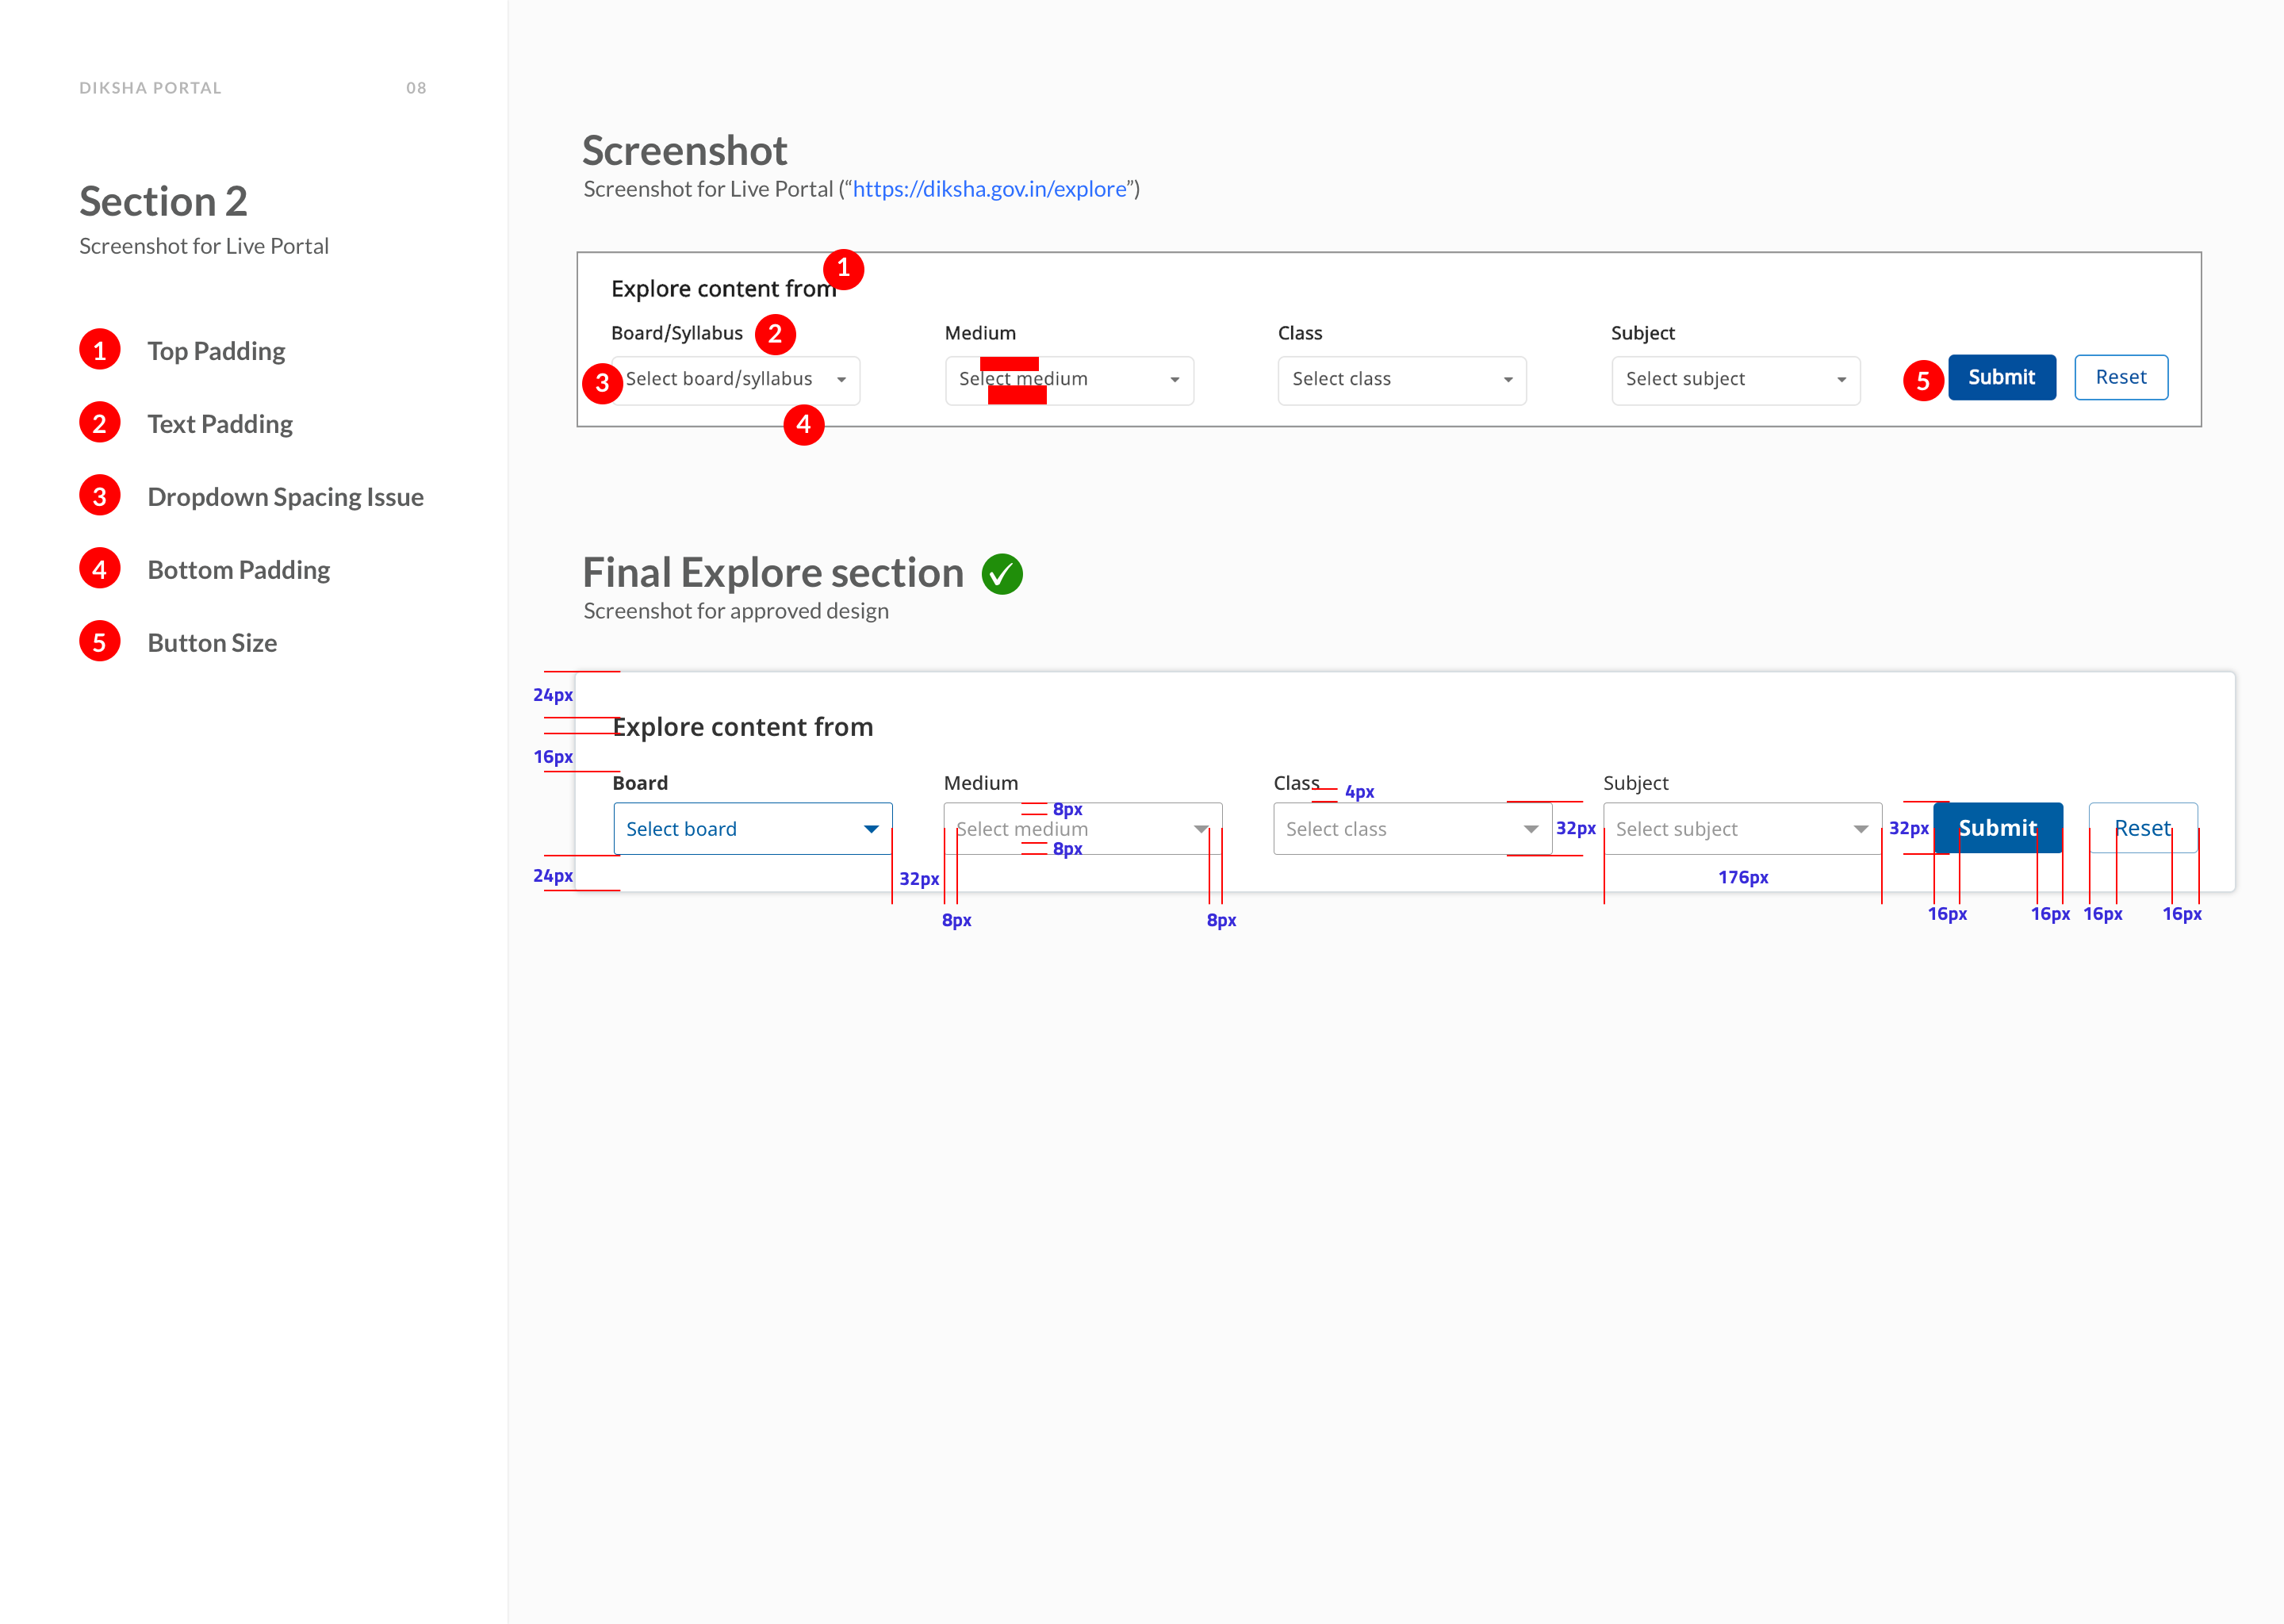 DIKSHA PORTAL 08
Section 2
Screenshot for Live Portal
1 Top Padding
2 Text Padding
3 Dropdown Spacing Issue
4 Bottom Padding
5 Button Size
Screenshot
Screenshot for Live Portal (“https://diksha.gov.in/explore”)
1
Explore content from
Board/Syllabus 2 Medium Class Subject
3 Select board/syllabus Select medium Select class Select subject 5 Submit Reset
4
Final Explore section
Screenshot for approved design
24px
Explore content from
16px
Board Medium Class Subject
4px
8px
Select board Select medium Select class 32px Select subject 32px Submit Reset
8px
24px 32px 176px
8px 8px 16px 16px 16px 16px